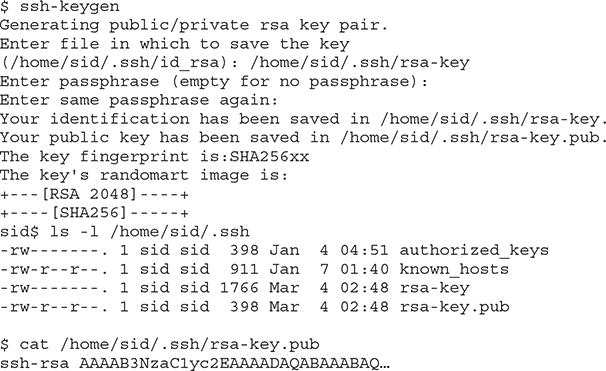 $ ssh-keygen
Generating public/private rsa key pair.
Enter file in which to save the key
(/home/sid/.ssh/id_rsa): /home/sid/.ssh/rsa-key
Enter passphrase (empty for no passphrase):
Enter same passphrase again:
Your identification has been saved in /home/sid/.ssh/rsa-key.
Your public key has been saved in /home/sid/.ssh/rsa-key.pub.
The key fingerprint is:SHA256xx
The key's randomart image is:
+---[RSA 2048]----+
+----[SHA256]-----+
sid$ ls -l /home/sid/.ssh
-rw-------. 1 sid sid  398 Jan  4 04:51 authorized_keys
-rw-r--r--. 1 sid sid  911 Jan  7 01:40 known_hosts
-rw-------. 1 sid sid 1766 Mar  4 02:48 rsa-key
-rw-r--r--. 1 sid sid  398 Mar  4 02:48 rsa-key.pub
$ cat /home/sid/.ssh/rsa-key.pub
ssh-rsa AAAAB3NzaC1yc2EAAAADAQABAAABAQ…